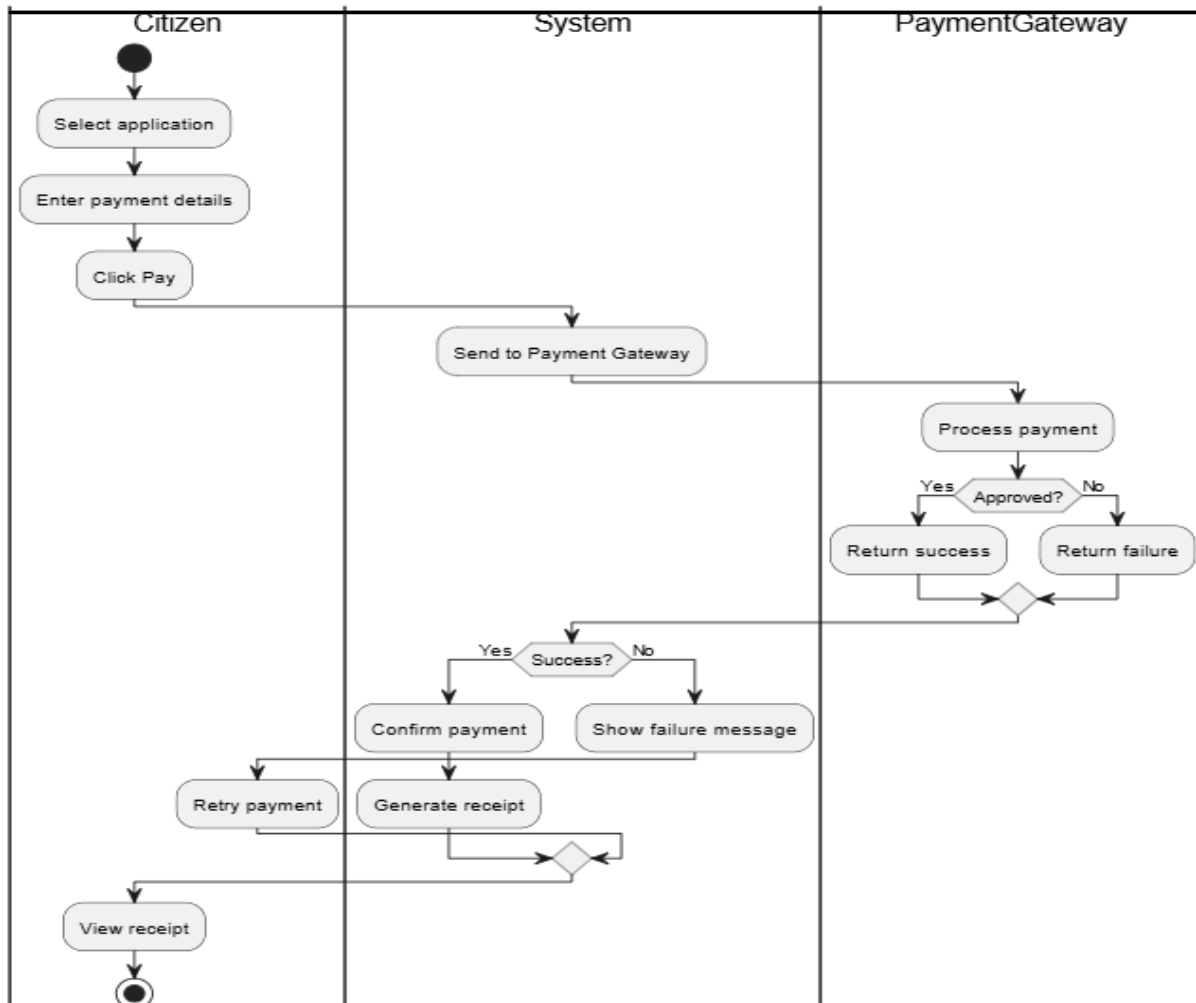 Citizen
System
PaymentGateway
Select application
Enter payment details
Click Pay
Send to Payment Gateway
Process payment
Yes
Approved?
No
Return success
Return failure
Yes
Success?
No
Confirm payment
Show failure message
Retry payment
Generate receipt
View receipt